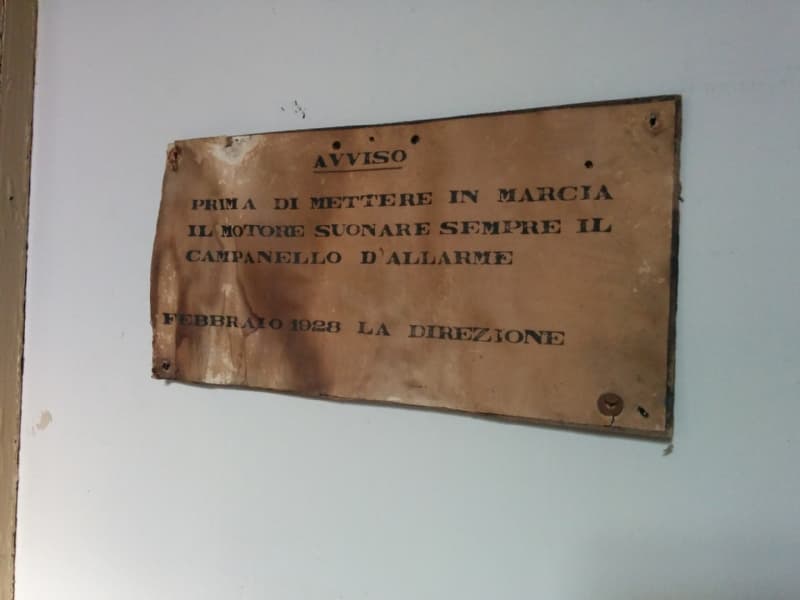 AVVISO
PRIMA DI METTERE IN MARCIA
IL MOTORE SUONARE SEMPRE IL
CAMPANELLO D'ALLARME
FEBBRAIO 1928 LA DIREZIONE